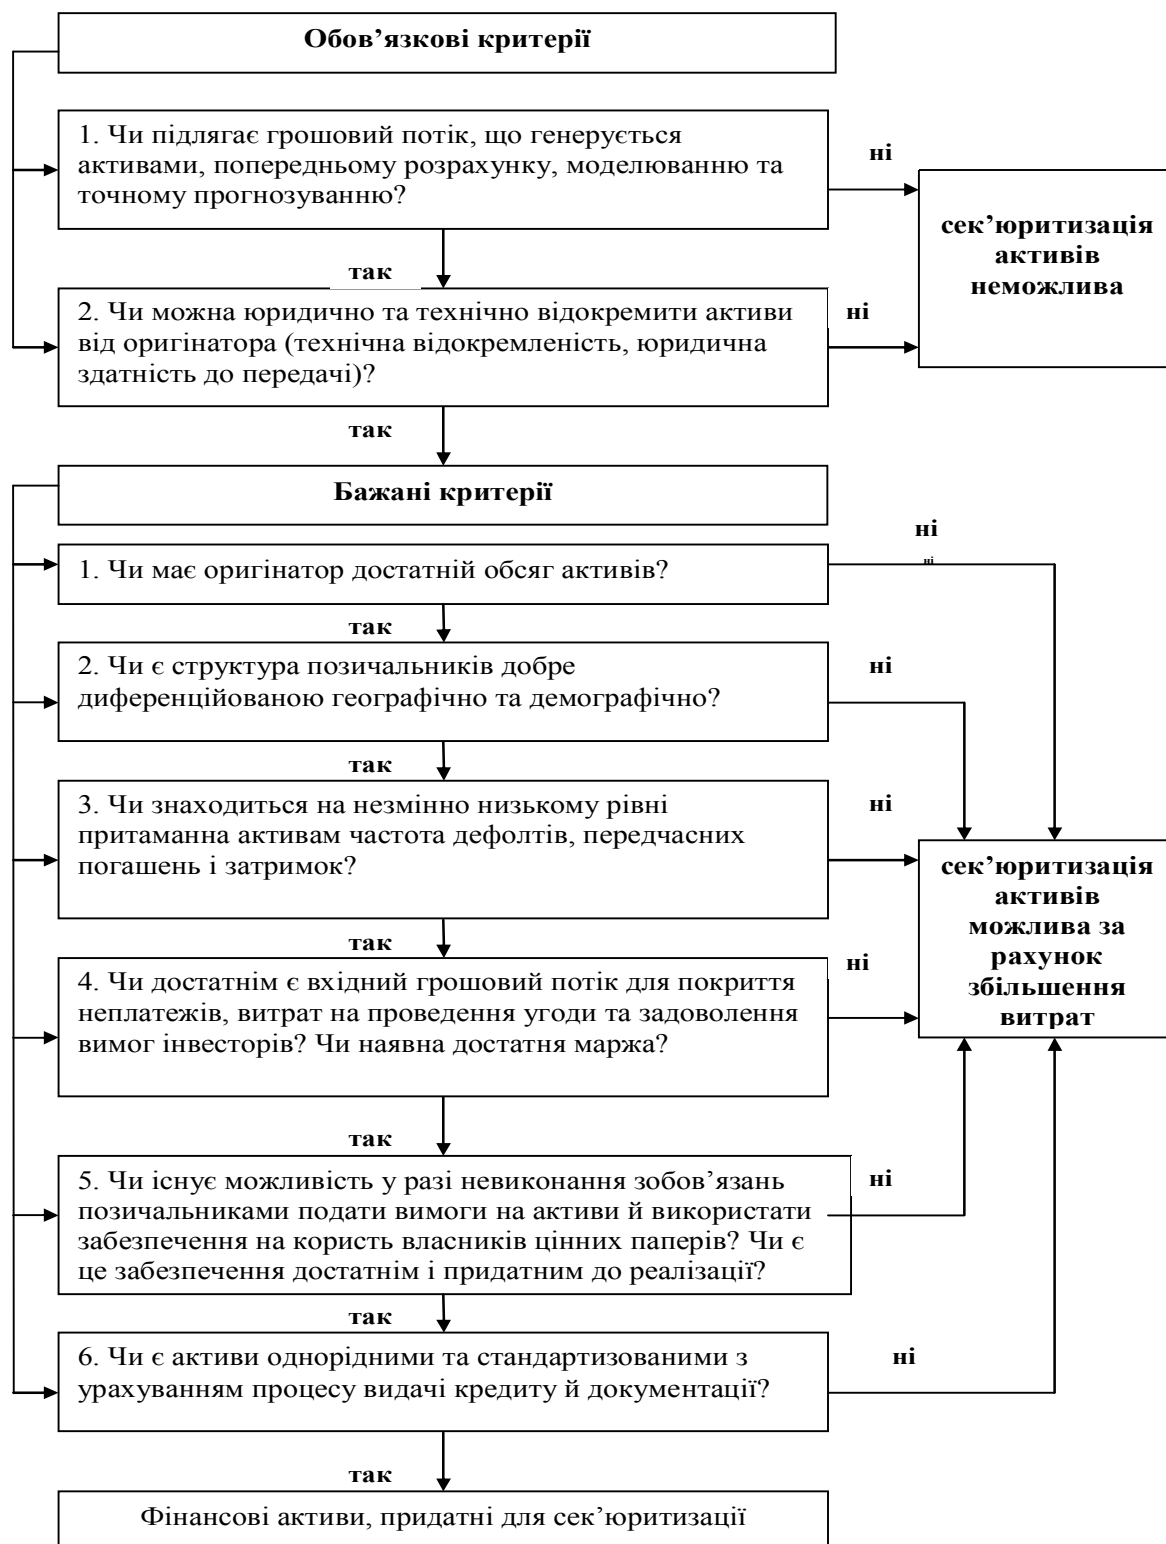 Обов’язкові критерії
1. Чи підлягає грошовий потік, що генерується
активами, попередньому розрахунку, моделюванню та
точному прогнозуванню?
ні
сек’юритизація
активів
неможлива
так
2. Чи можна юридично та технічно відокремити активи
від оригінатора (технічна відокремленість, юридична
здатність до передачі)?
ні
так
Бажані критерії
ні
ні
1. Чи має оригінатор достатній обсяг активів?
так
2. Чи є структура позичальників добре
диференційованою географічно та демографічно?
ні
так
3. Чи знаходиться на незмінно низькому рівні
притаманна активам частота дефолтів, передчасних
погашень і затримок?
ні
сек’юритизація
активів
можлива за
рахунок
збільшення
витрат
так
4. Чи достатнім є вхідний грошовий потік для покриття
неплатежів, витрат на проведення угоди та задоволення
вимог інвесторів? Чи наявна достатня маржа?
ні
так
5. Чи існує можливість у разі невиконання зобов’язань
позичальниками подати вимоги на активи й використати
забезпечення на користь власників цінних паперів? Чи є
це забезпечення достатнім і придатним до реалізації?
ні
так
6. Чи є активи однорідними та стандартизованими з
урахуванням процесу видачі кредиту й документації?
ні
так
Фінансові активи, придатні для сек’юритизації